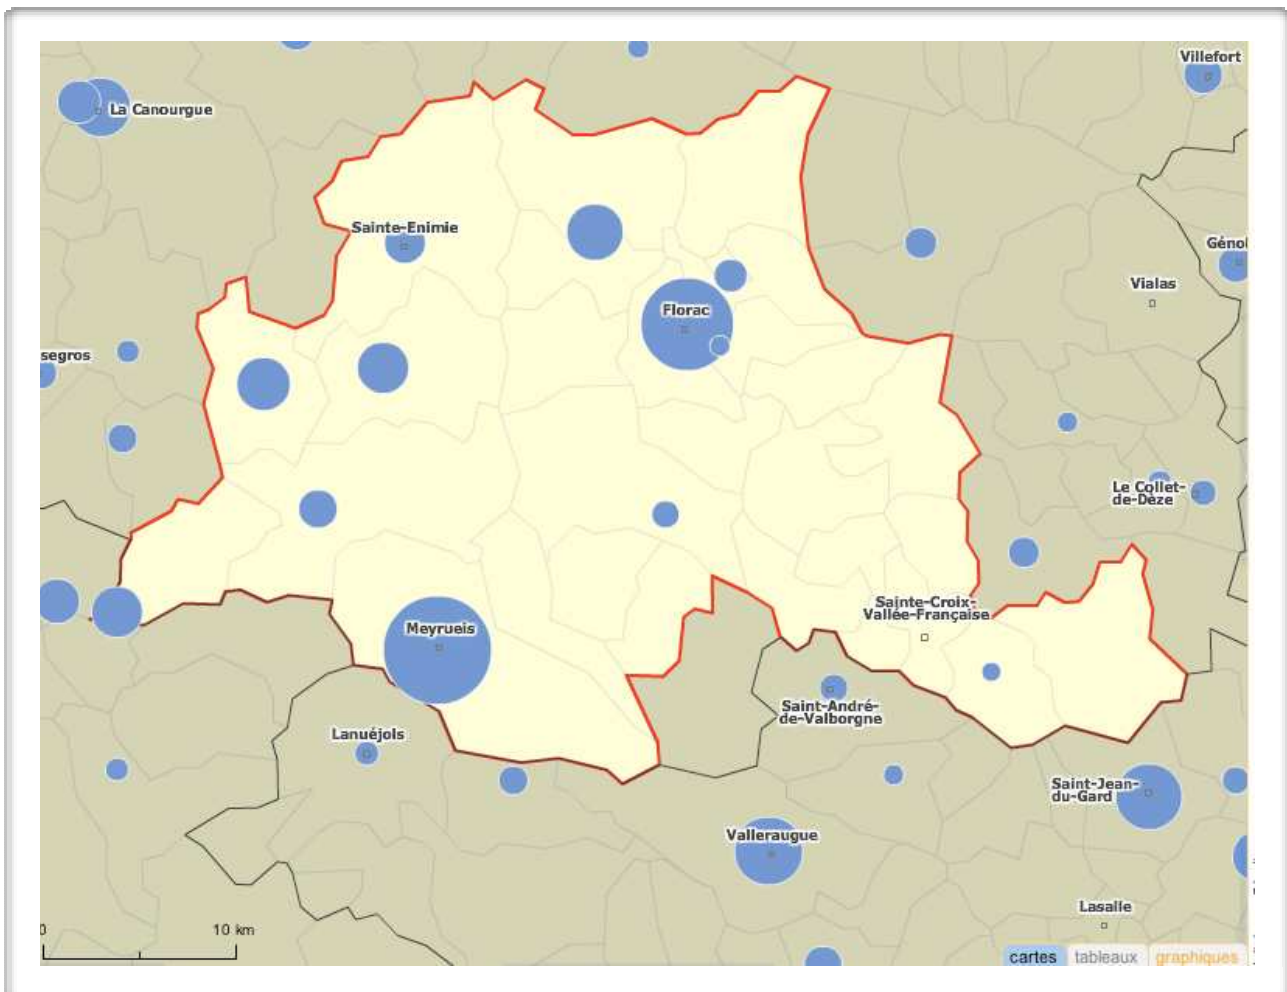 Villefort
La Canourgue
Sainte-Enimie
Génol
Vialas
Florac
segros
Le Collet-
de-Dèze
Sainte-Croix-
Vallée-Française
Meyrueis
Saint-André-
de-Valborgne
Lanuéjols
Saint-Jean-
du-Gard
Valleraugue
Lasalle
0 10 km
cartes tableaux graphiques